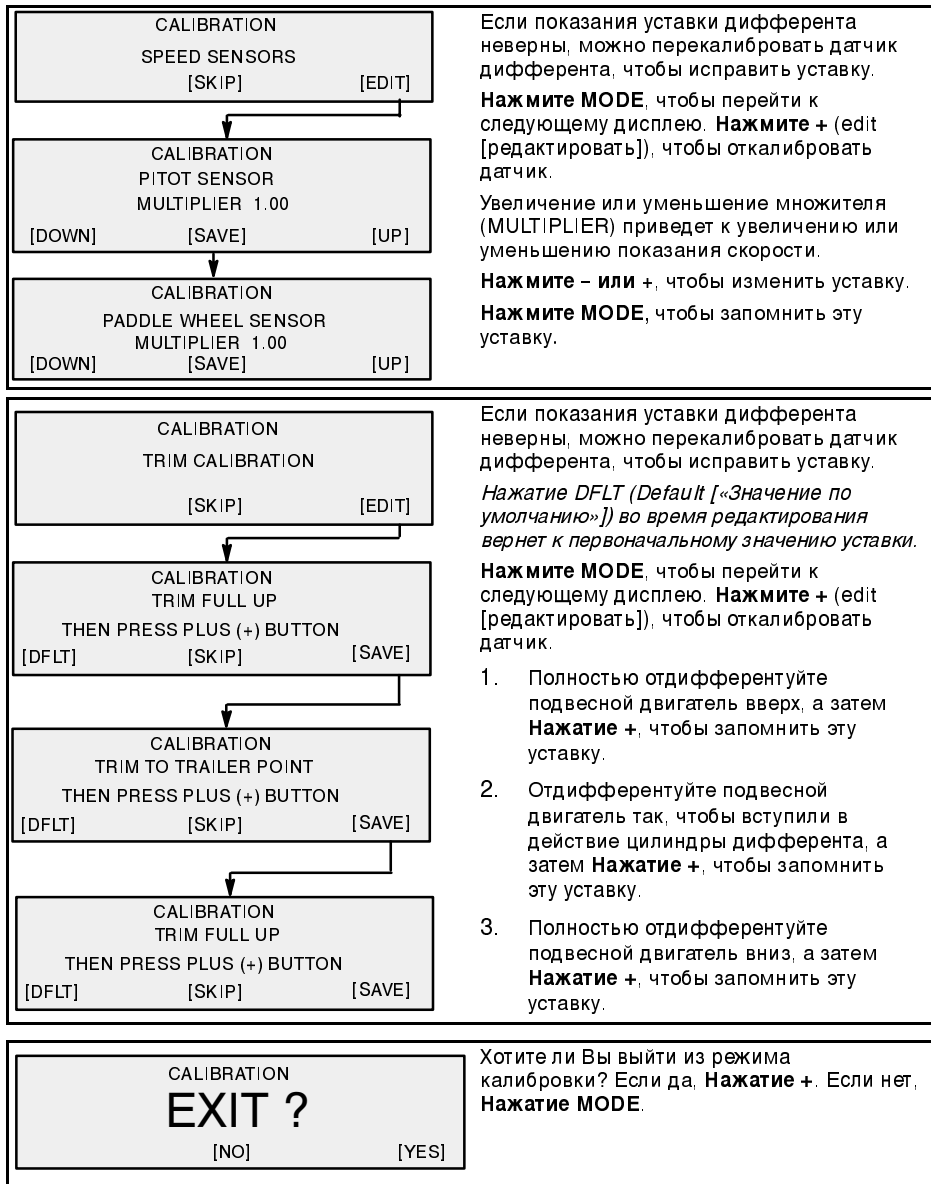 CALIBRATION
SPEED SENSORS
[SKIP] [EDIT]
CALIBRATION
PITOT SENSOR
MULTIPLIER 1.00
[DOWN] [SAVE] [UP]
CALIBRATION
PADDLE WHEEL SENSOR
MULTIPLIER 1.00
[DOWN] [SAVE] [UP]
Если показания уставки дифферента
неверны, можно перекалибровать датчик
дифферента, чтобы исправить уставку.
Нажмите MODE, чтобы перейти к
следующему дисплею. Нажмите + (edit
[редактировать]), чтобы откалибровать
датчик.
Увеличение или уменьшение множителя
(MULTIPLIER) приведет к увеличению или
уменьшению показания скорости.
Нажмите – или +, чтобы изменить уставку.
Нажмите MODE, чтобы запомнить эту
уставку.
CALIBRATION
TRIM CALIBRATION
[SKIP] [EDIT]
CALIBRATION
TRIM FULL UP
THEN PRESS PLUS (+) BUTTON
[DFLT] [SKIP] [SAVE]
CALIBRATION
TRIM TO TRAILER POINT
THEN PRESS PLUS (+) BUTTON
[DFLT] [SKIP] [SAVE]
CALIBRATION
TRIM FULL UP
THEN PRESS PLUS (+) BUTTON
[DFLT] [SKIP] [SAVE]
Если показания уставки дифферента
неверны, можно перекалибровать датчик
дифферента, чтобы исправить уставку.
Нажатие DFLT (Default [«Значение по
умолчанию»]) во время редактирования
вернет к первоначальному значению уставки.
Нажмите MODE, чтобы перейти к
следующему дисплею. Нажмите + (edit
[редактировать]), чтобы откалибровать
датчик.
1. Полностью отдифферентуйте
подвесной двигатель вверх, а затем
Нажатие +, чтобы запомнить эту
уставку.
2. Отдифферентуйте подвесной
двигатель так, чтобы вступили в
действие цилиндры дифферента, а
затем Нажатие +, чтобы запомнить
эту уставку.
3. Полностью отдифферентуйте
подвесной двигатель вниз, а затем
Нажатие +, чтобы запомнить эту
уставку.
CALIBRATION
EXIT ?
[NO] [YES]
Хотите ли Вы выйти из режима
калибровки? Если да, Нажатие +. Если нет,
Нажатие MODE.